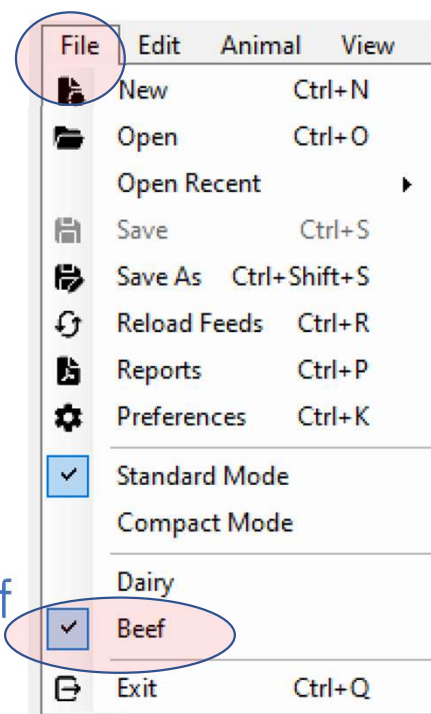 File Edit Animal View
New Ctrl+N
Open Ctrl+O
Open Recent
Save Ctrl+S
Save As Ctrl+Shift+S
Reload Feeds Ctrl+R
Reports Ctrl+P
Preferences Ctrl+K
Standard Mode
Compact Mode
Dairy
f
Beef
Exit Ctrl+Q